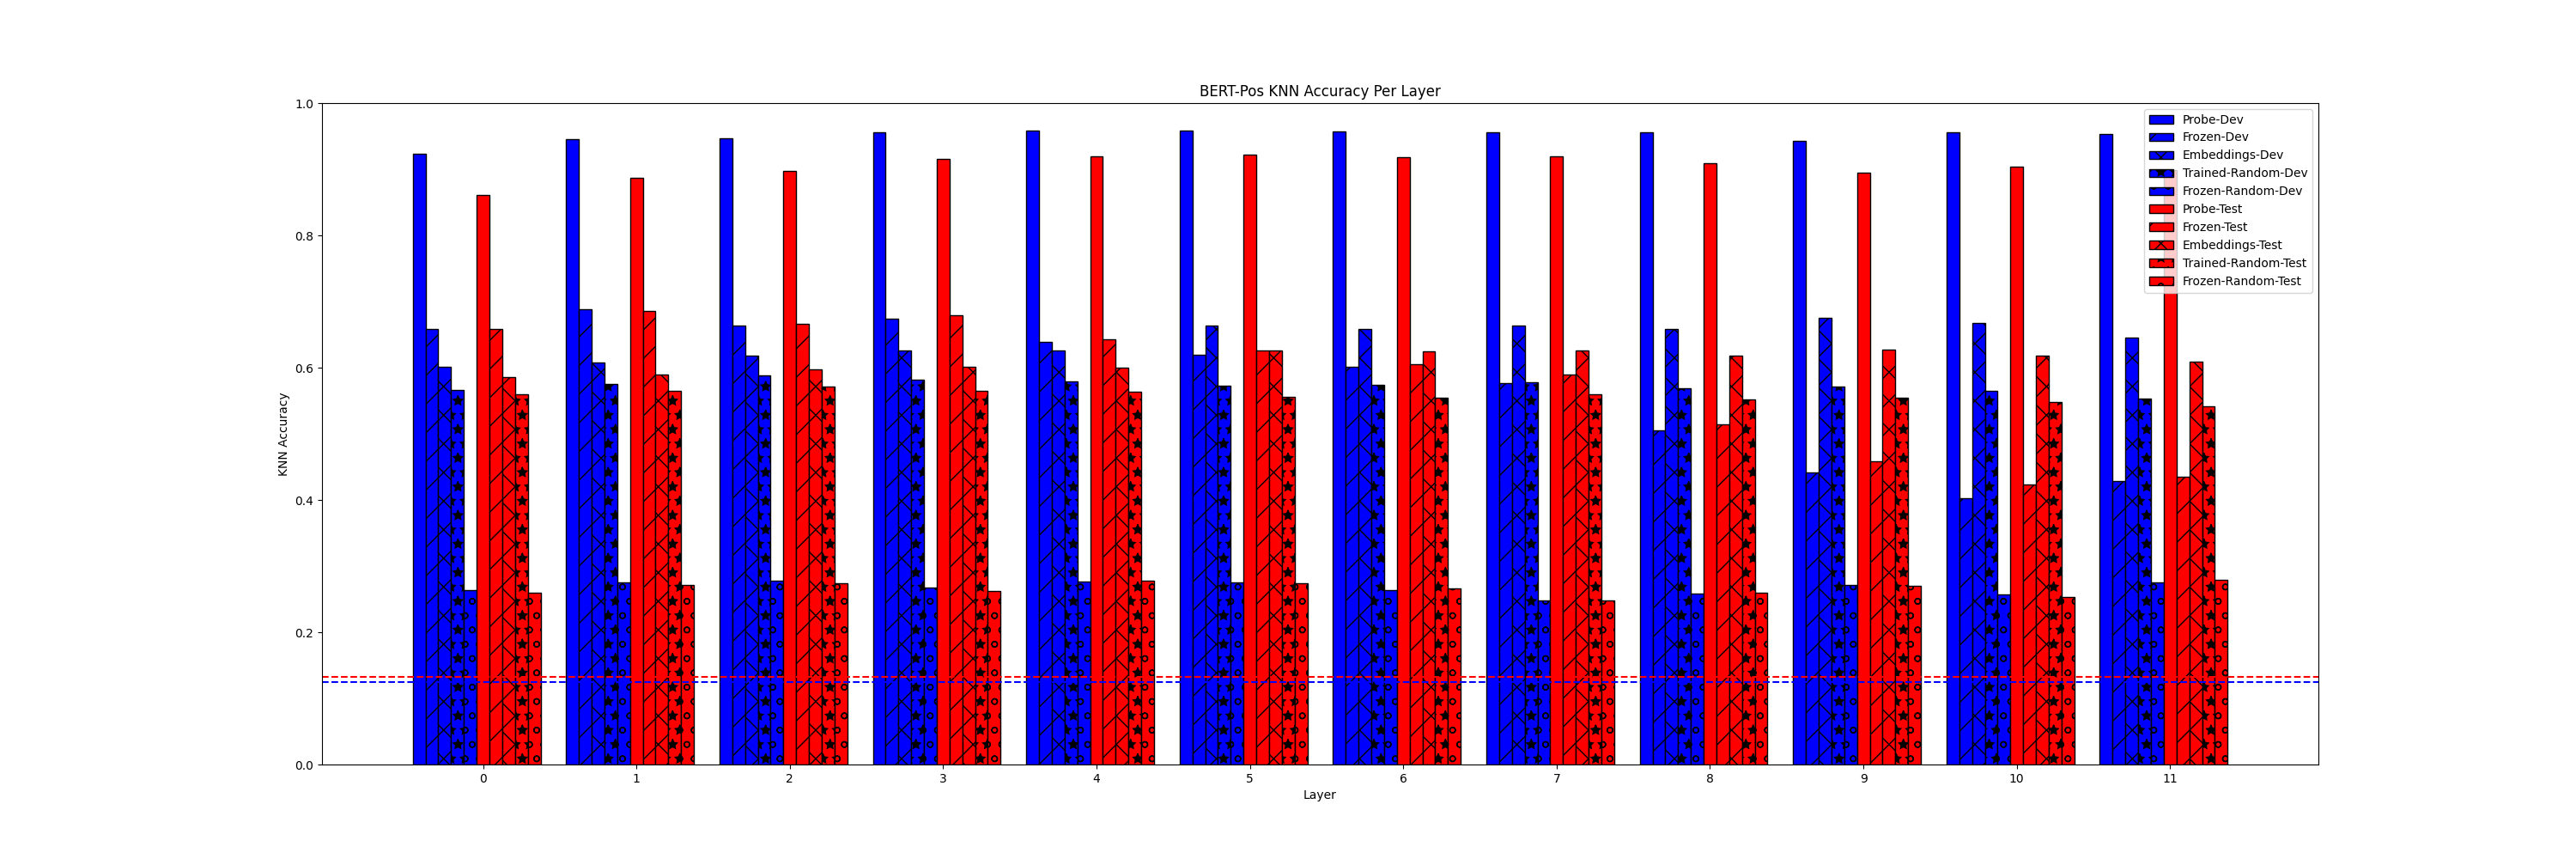 BERT-Pos KNN Accuracy Per Layer
KNN Accuracy
1.0
0.8
0.6
0.4
0.2
0.0
0 1 2 3 4 5 6 7 8 9 10 11
Layer
Probe-Dev
Frozen-Dev
Embeddings-Dev
Trained-Random-Dev
Frozen-Random-Dev
Probe-Test
Frozen-Test
Embeddings-Test
Trained-Random-Test
Frozen-Random-Test